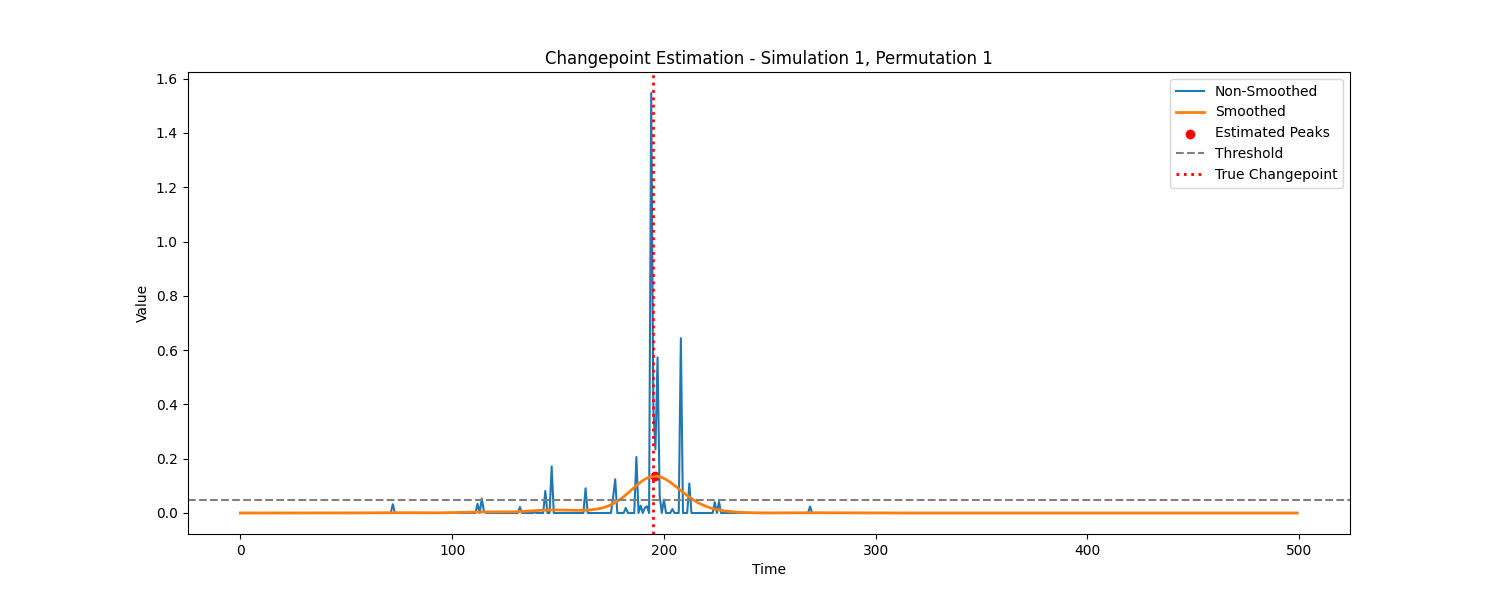 Changepoint Estimation - Simulation 1, Permutation 1
Non-Smoothed
Smoothed
Estimated Peaks
Threshold
True Changepoint
Value
1.6
1.4
1.2
1.0
0.8
0.6
0.4
0.2
0.0
0 100 200 300 400 500
Time